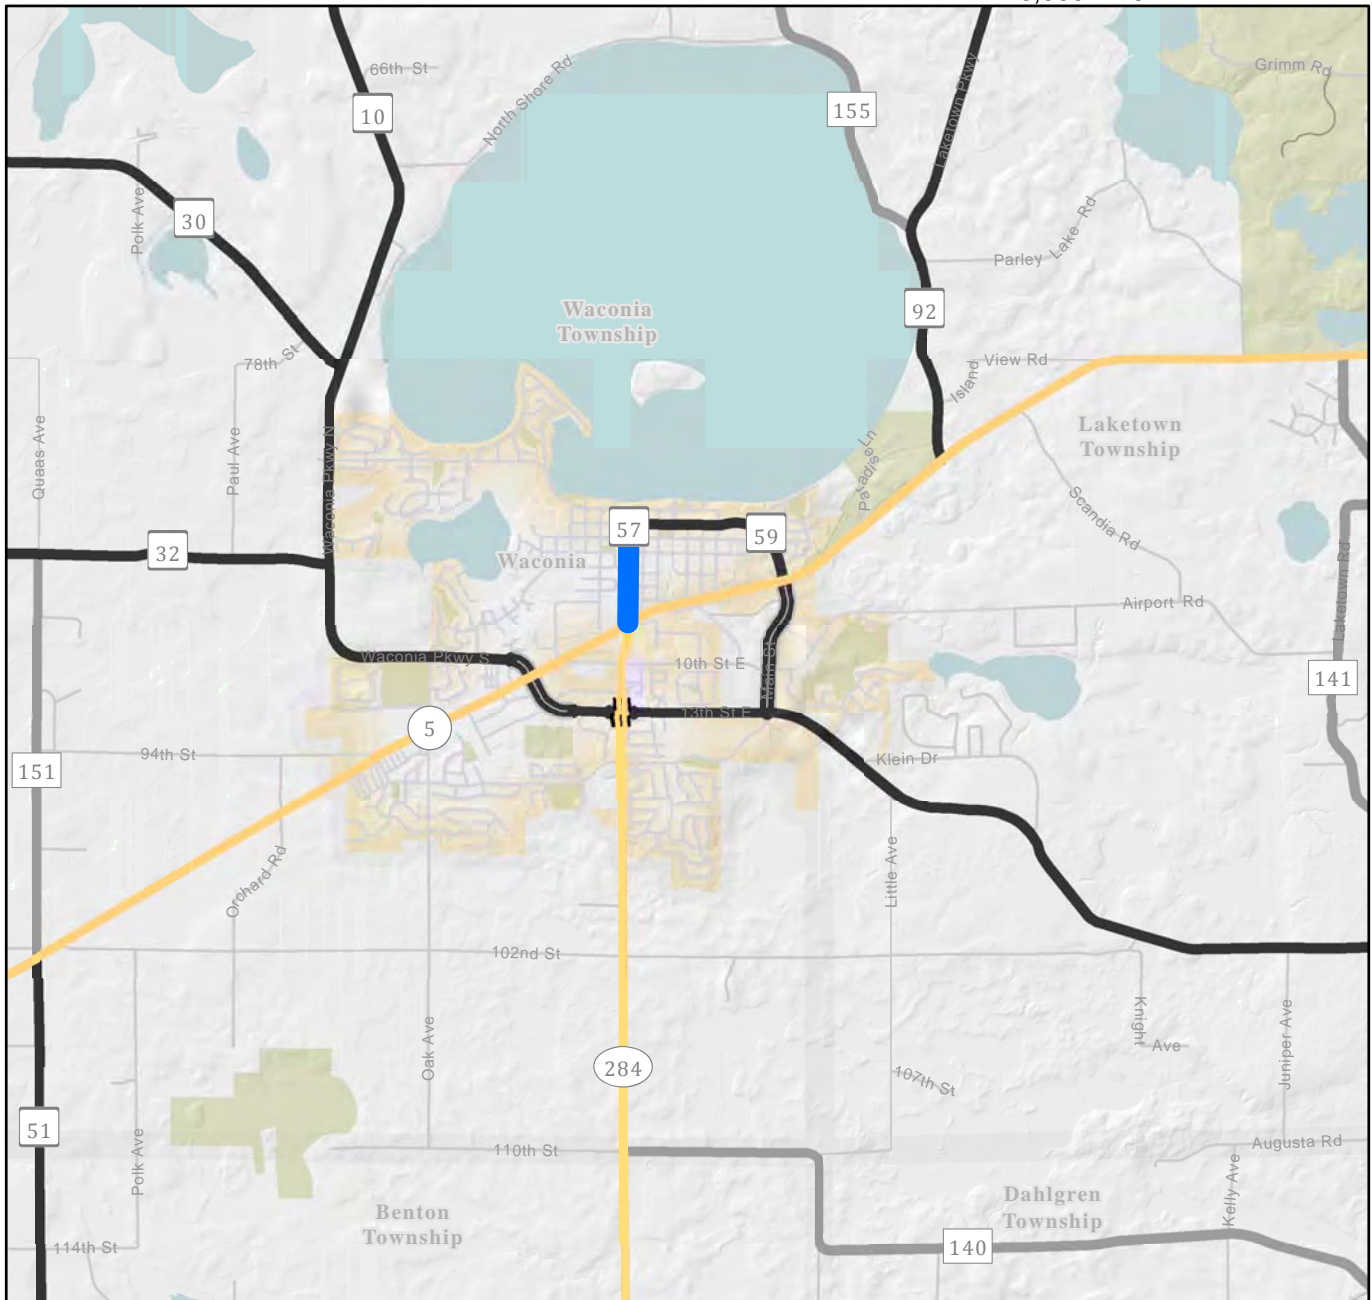 66th St
North Shore Rd
10
155
Laketown Pkwy
Grimm Rd
Polk Ave
30
Parley Lake Rd
Waconia
Township
92
78th St
View Rd
Island
Quaas Ave
Paul Ave
Waconia Pkwy N
Laketown
Township
Paradise Ln
Scandia Rd
32
57
59
Waconia
Laketown Rd
Airport Rd
Waconia Pkwy S
10th St E
Main St
141
13th St E
5
94th St
151
Klein Dr
Orchard Rd
Little Ave
102nd St
Oak Ave
Knight
Ave
Juniper Ave
284
107th St
51
Polk Ave
110th St
Augusta Rd
Kelly Ave
Benton
Township
Dahlgren
Township
114th St
140